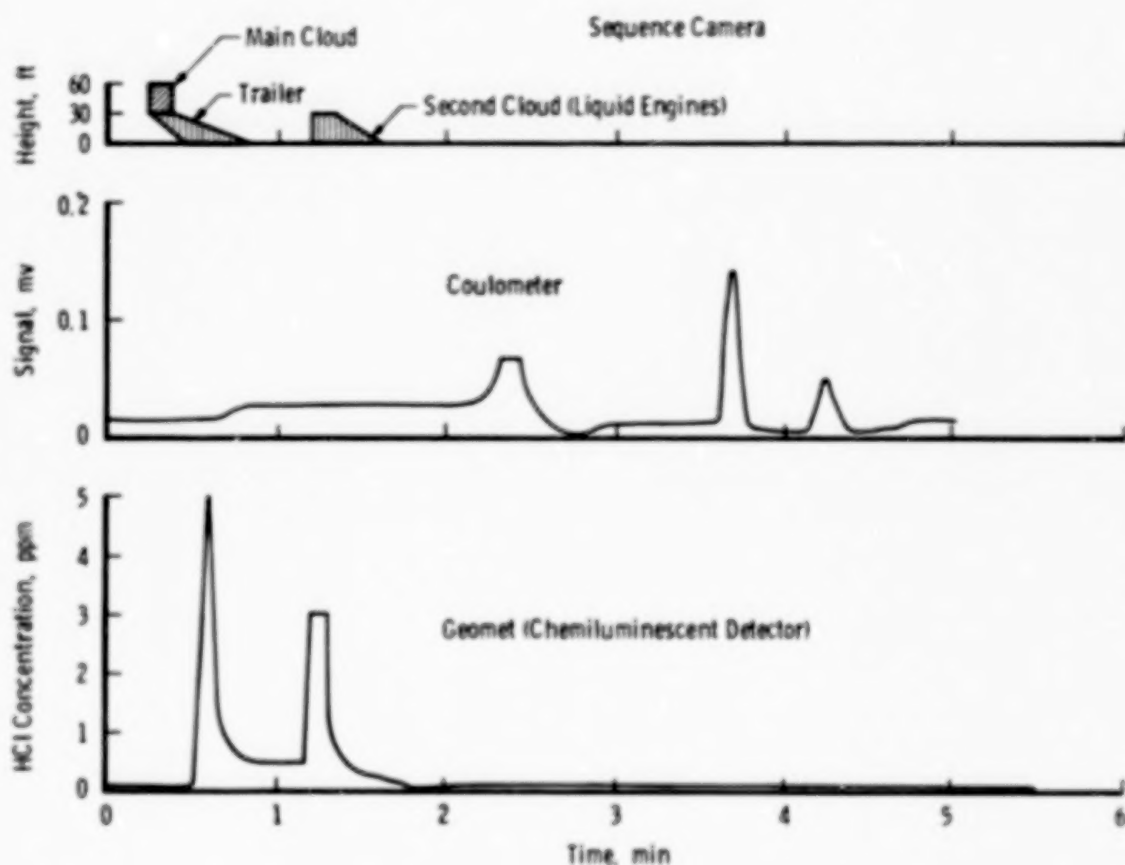 Sequence Camera
Main Cloud
Trailer
Second Cloud (Liquid Engines)
Height, ft
60
30
0
Signal, mv
0.2
0.1
0
Coulometer
HCl Concentration, ppm
5
4
3
2
1
0
Geomet (Chemiluminescent Detector)
0 1 2 3 4 5 6
Time, min